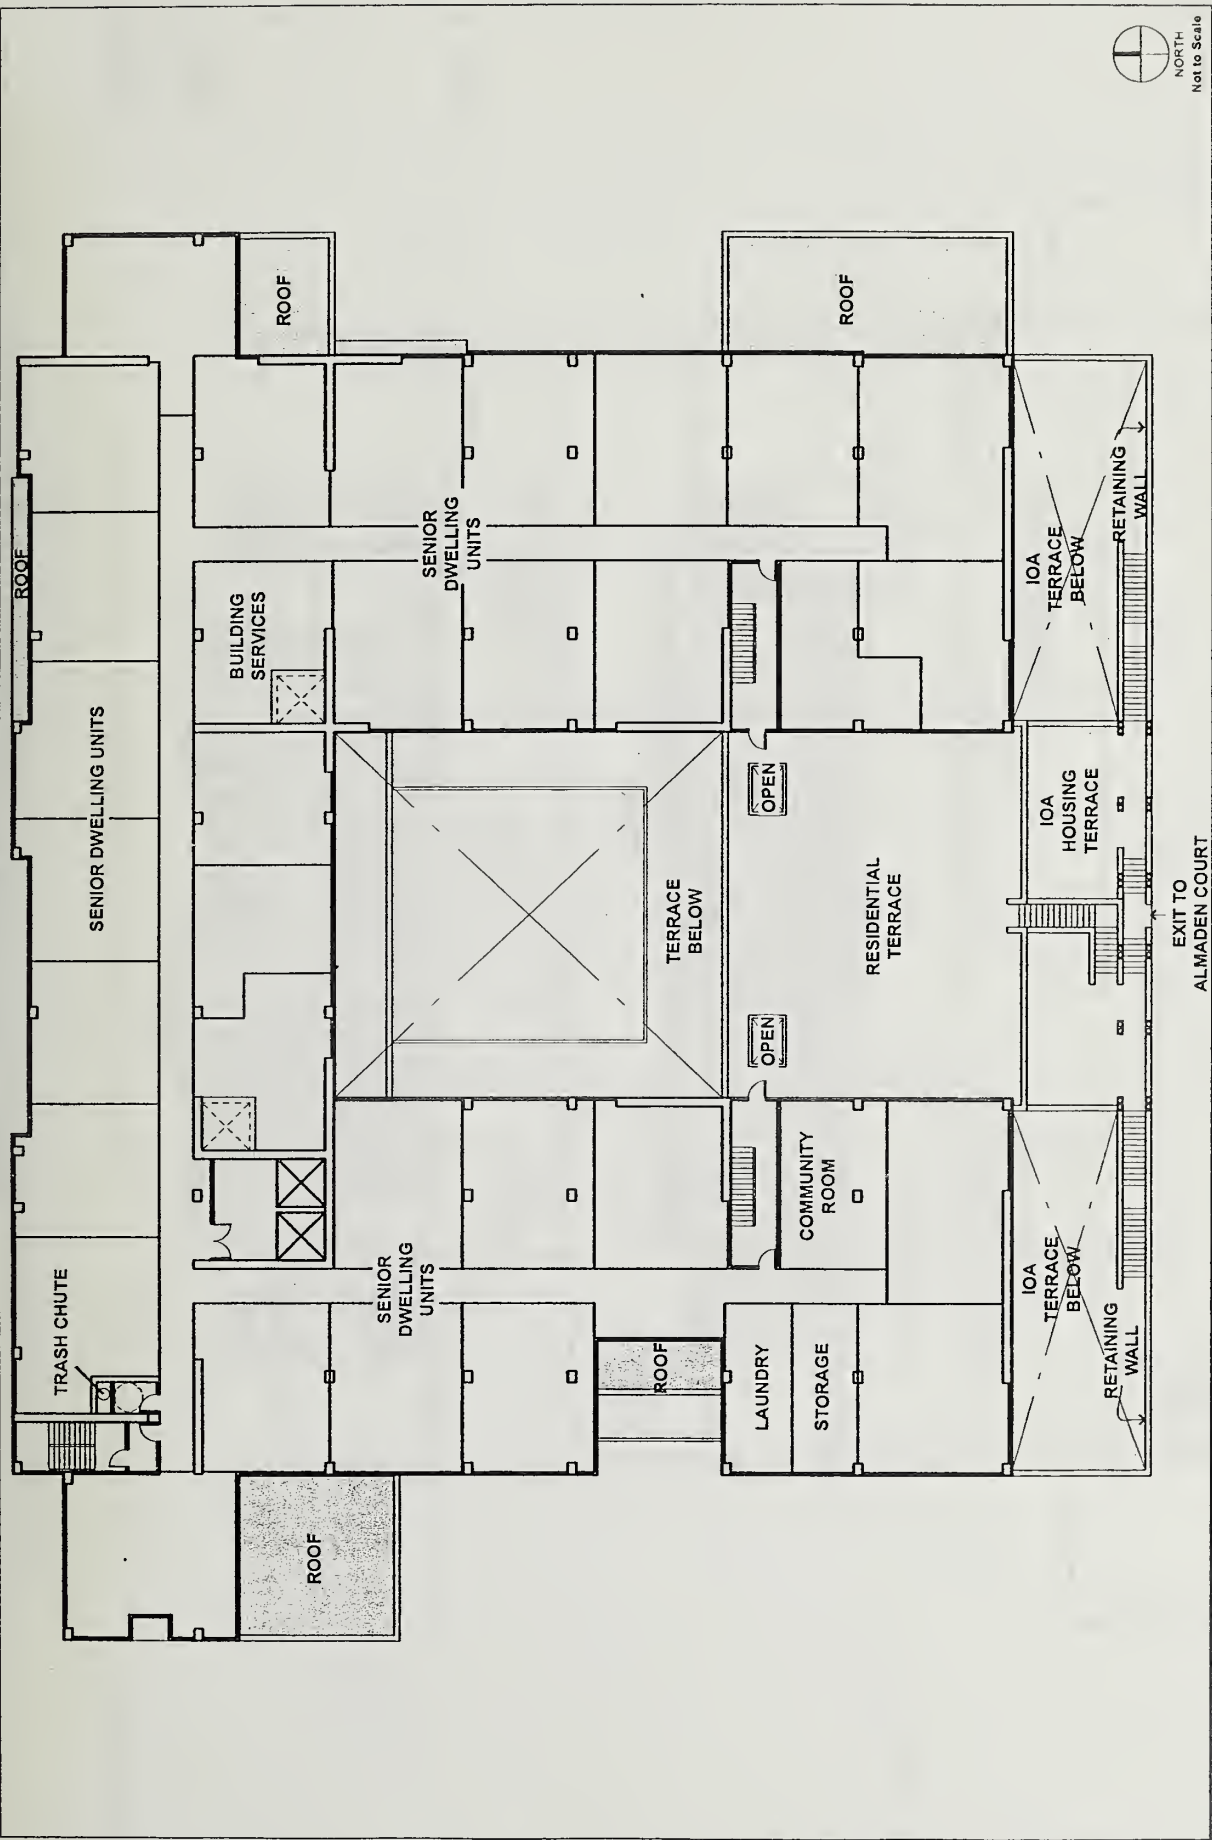 NORTH
Not to Scale
ROOF
ROOF
ROOF
SENIOR DWELLING UNITS
BUILDING
SERVICES
SENIOR
DWELLING
UNITS
IOA
TERRACE
BELOW
RETAINING
WALL
OPEN
TERRACE
BELOW
RESIDENTIAL
TERRACE
IOA
HOUSING
TERRACE
EXIT TO
ALMADEN COURT
OPEN
TRASH CHUTE
SENIOR
DWELLING
UNITS
COMMUNITY
ROOM
IOA
TERRACE
BELOW
RETAINING
WALL
ROOF
LAUNDRY
STORAGE
ROOF